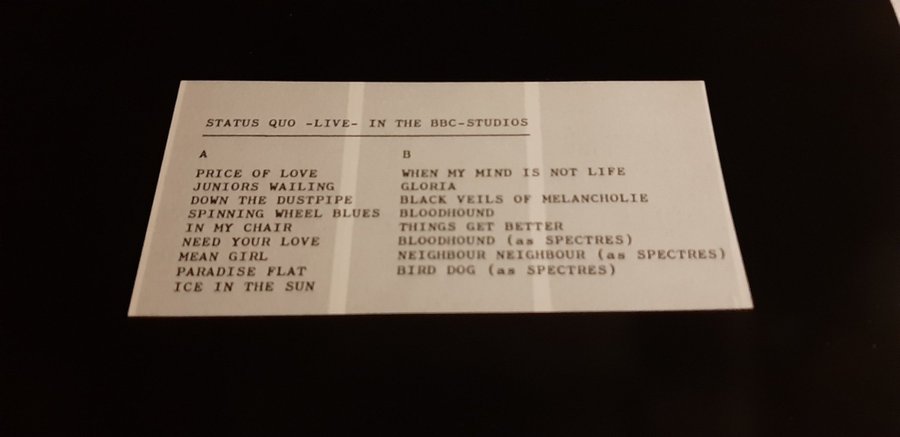 STATUS QUO -LIVE- IN THE BBC-STUDIOS
A
PRICE OF LOVE
JUNIORS WAILING
DOWN THE DUSTPIPE
SPINNING WHEEL BLUES
IN MY CHAIR
NEED YOUR LOVE
MEAN GIRL
PARADISE FLAT
ICE IN THE SUN
B
WHEN MY MIND IS NOT LIFE
GLORIA
BLACK VEILS OF MELANCHOLIE
BLOODHOUND
THINGS GET BETTER
BLOODHOUND (as SPECTRES)
NEIGHBOUR NEIGHBOUR (as SPECTRES)
BIRD DOG (as SPECTRES)